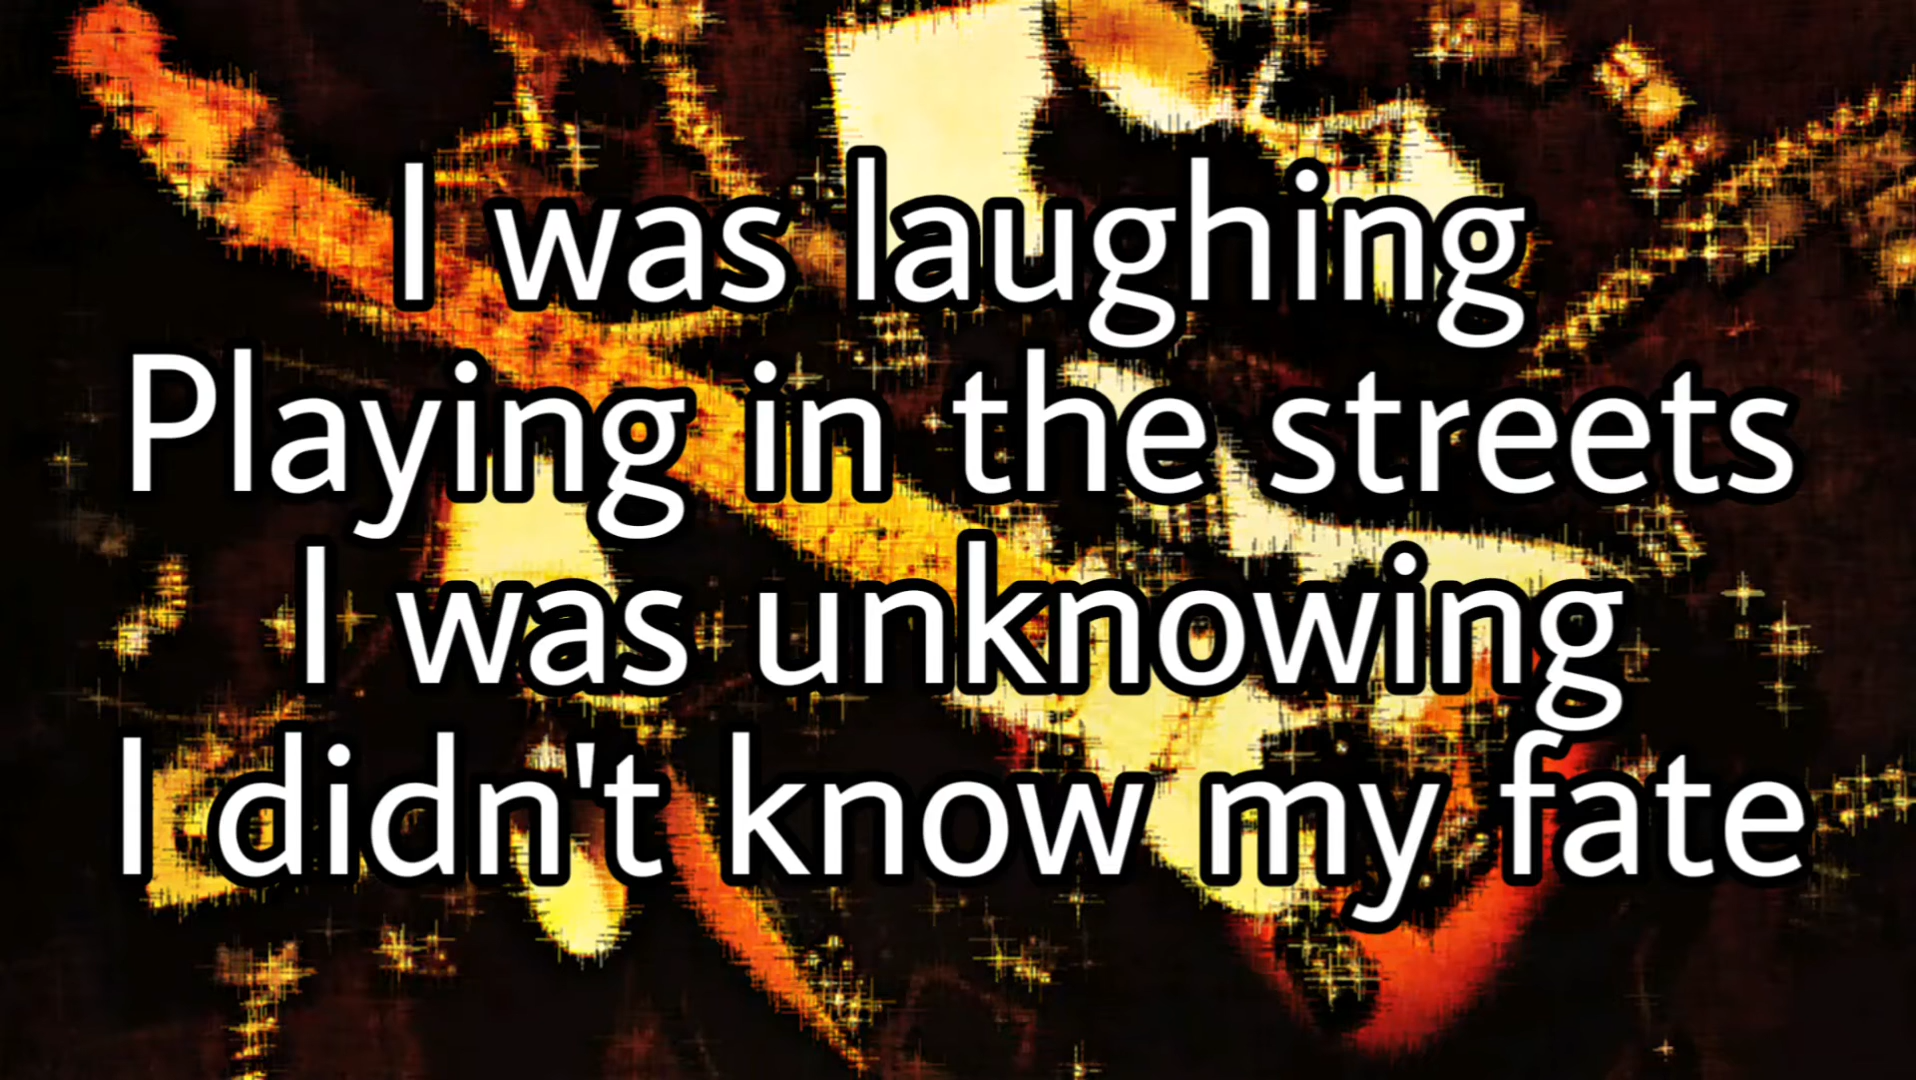 I was laughing
Playing in the streets
I was unknowing
I didn't know my fate